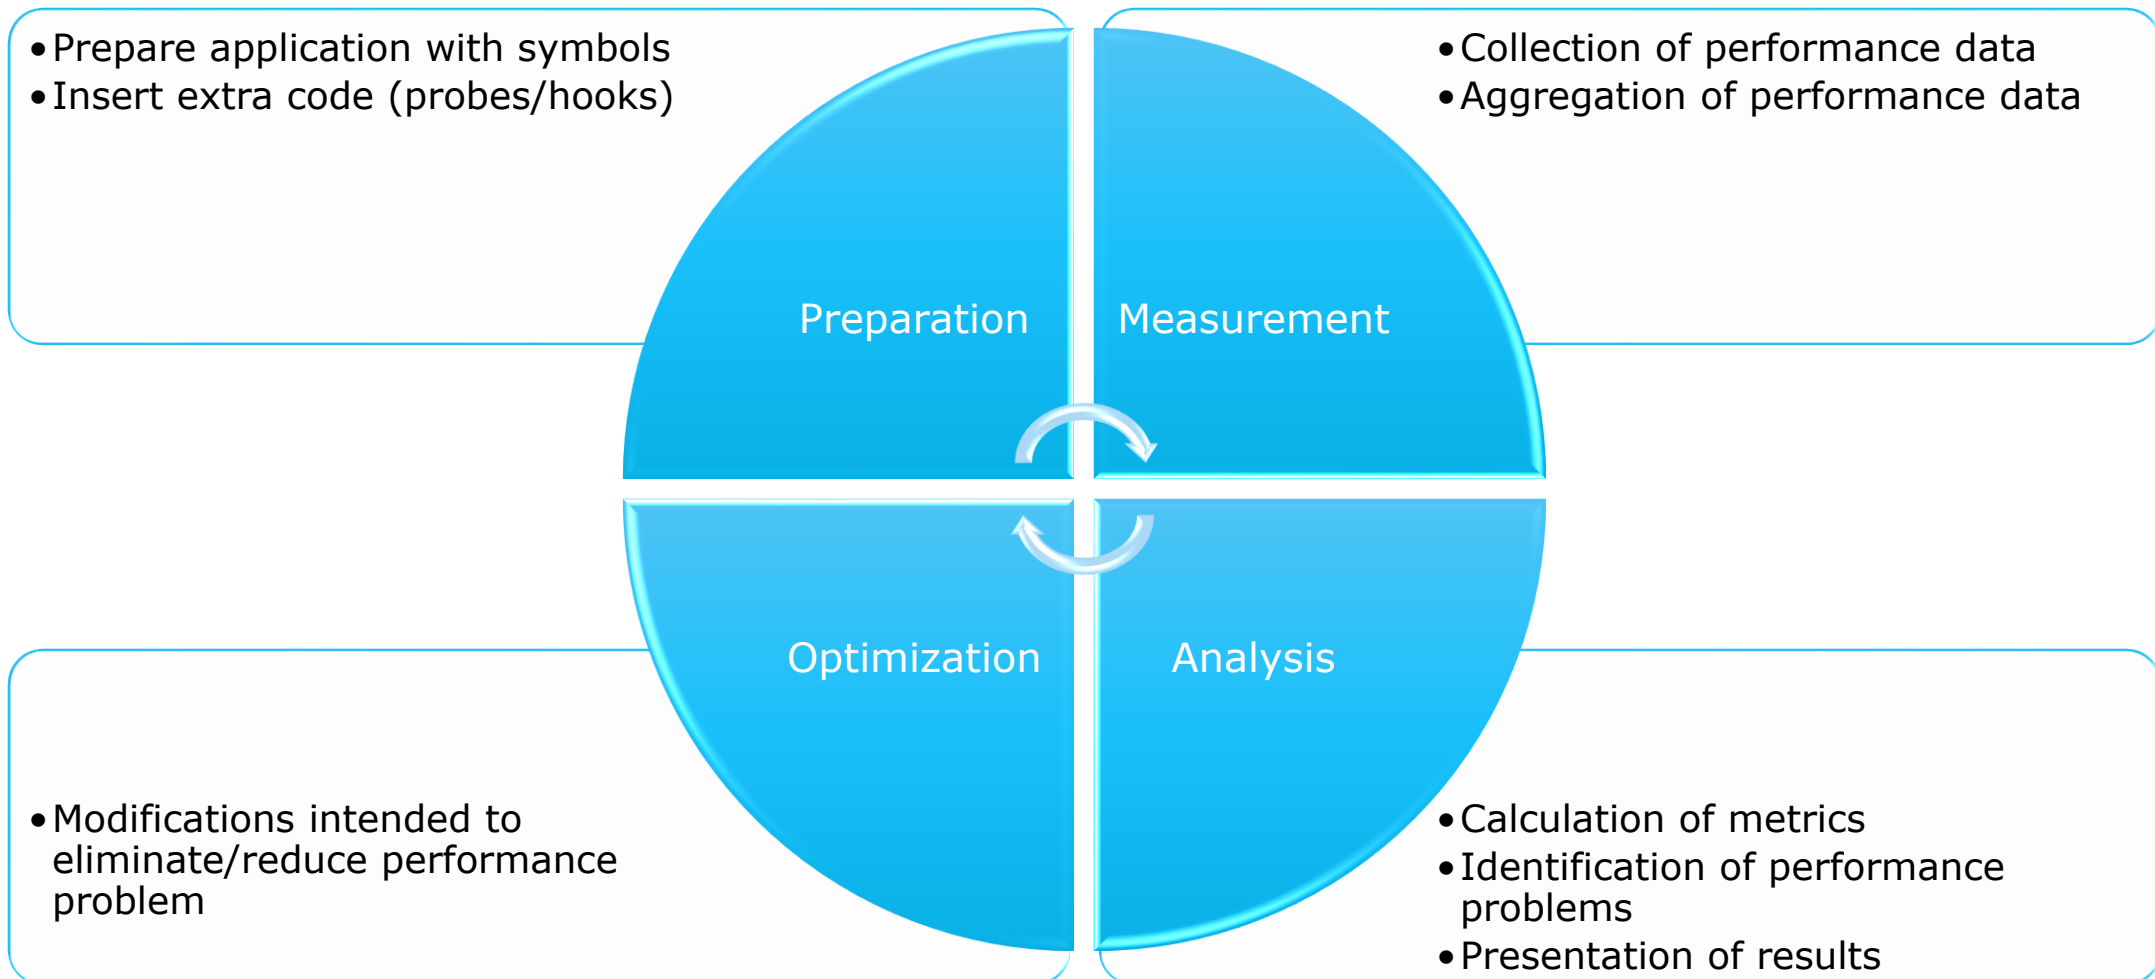 •Prepare application with symbols
•Insert extra code (probes/hooks)
•Collection of performance data
•Aggregation of performance data
Preparation
Measurement
Optimization
Analysis
•Modifications intended to
eliminate/reduce performance
problem
•Calculation of metrics
•Identification of performance
problems
•Presentation of results